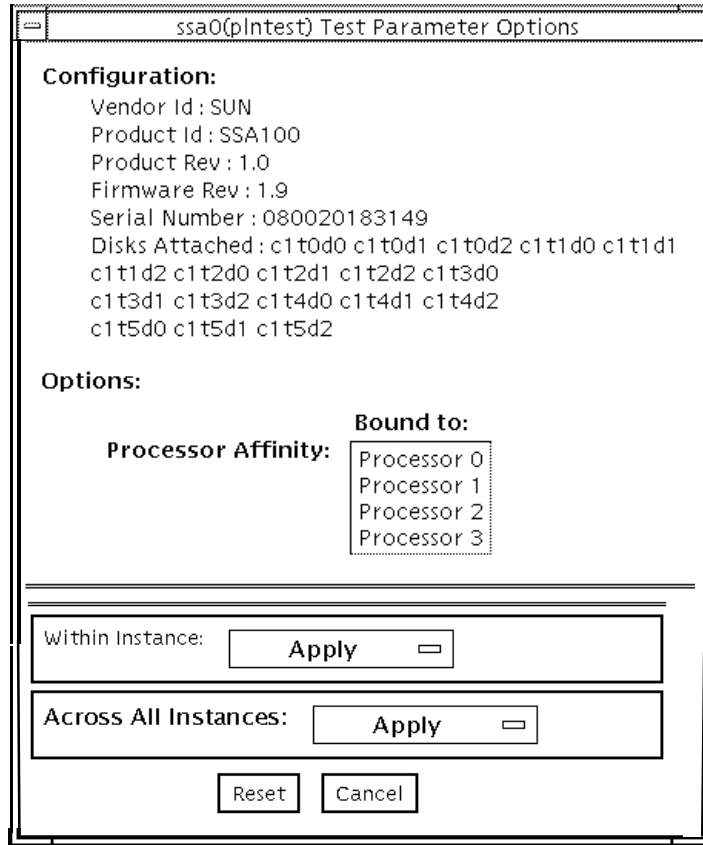 ssa0(plntest) Test Parameter Options
Configuration:
Vendor Id : SUN
Product Id : SSA100
Product Rev : 1.0
Firmware Rev : 1.9
Serial Number : 080020183149
Disks Attached : c1t0d0 c1t0d1 c1t0d2 c1t1d0 c1t1d1
c1t1d2 c1t2d0 c1t2d1 c1t2d2 c1t3d0
c1t3d1 c1t3d2 c1t4d0 c1t4d1 c1t4d2
c1t5d0 c1t5d1 c1t5d2
Options:
Bound to:
Processor Affinity:
Processor 0
Processor 1
Processor 2
Processor 3
Within Instance: Apply
Across All Instances: Apply
Reset Cancel